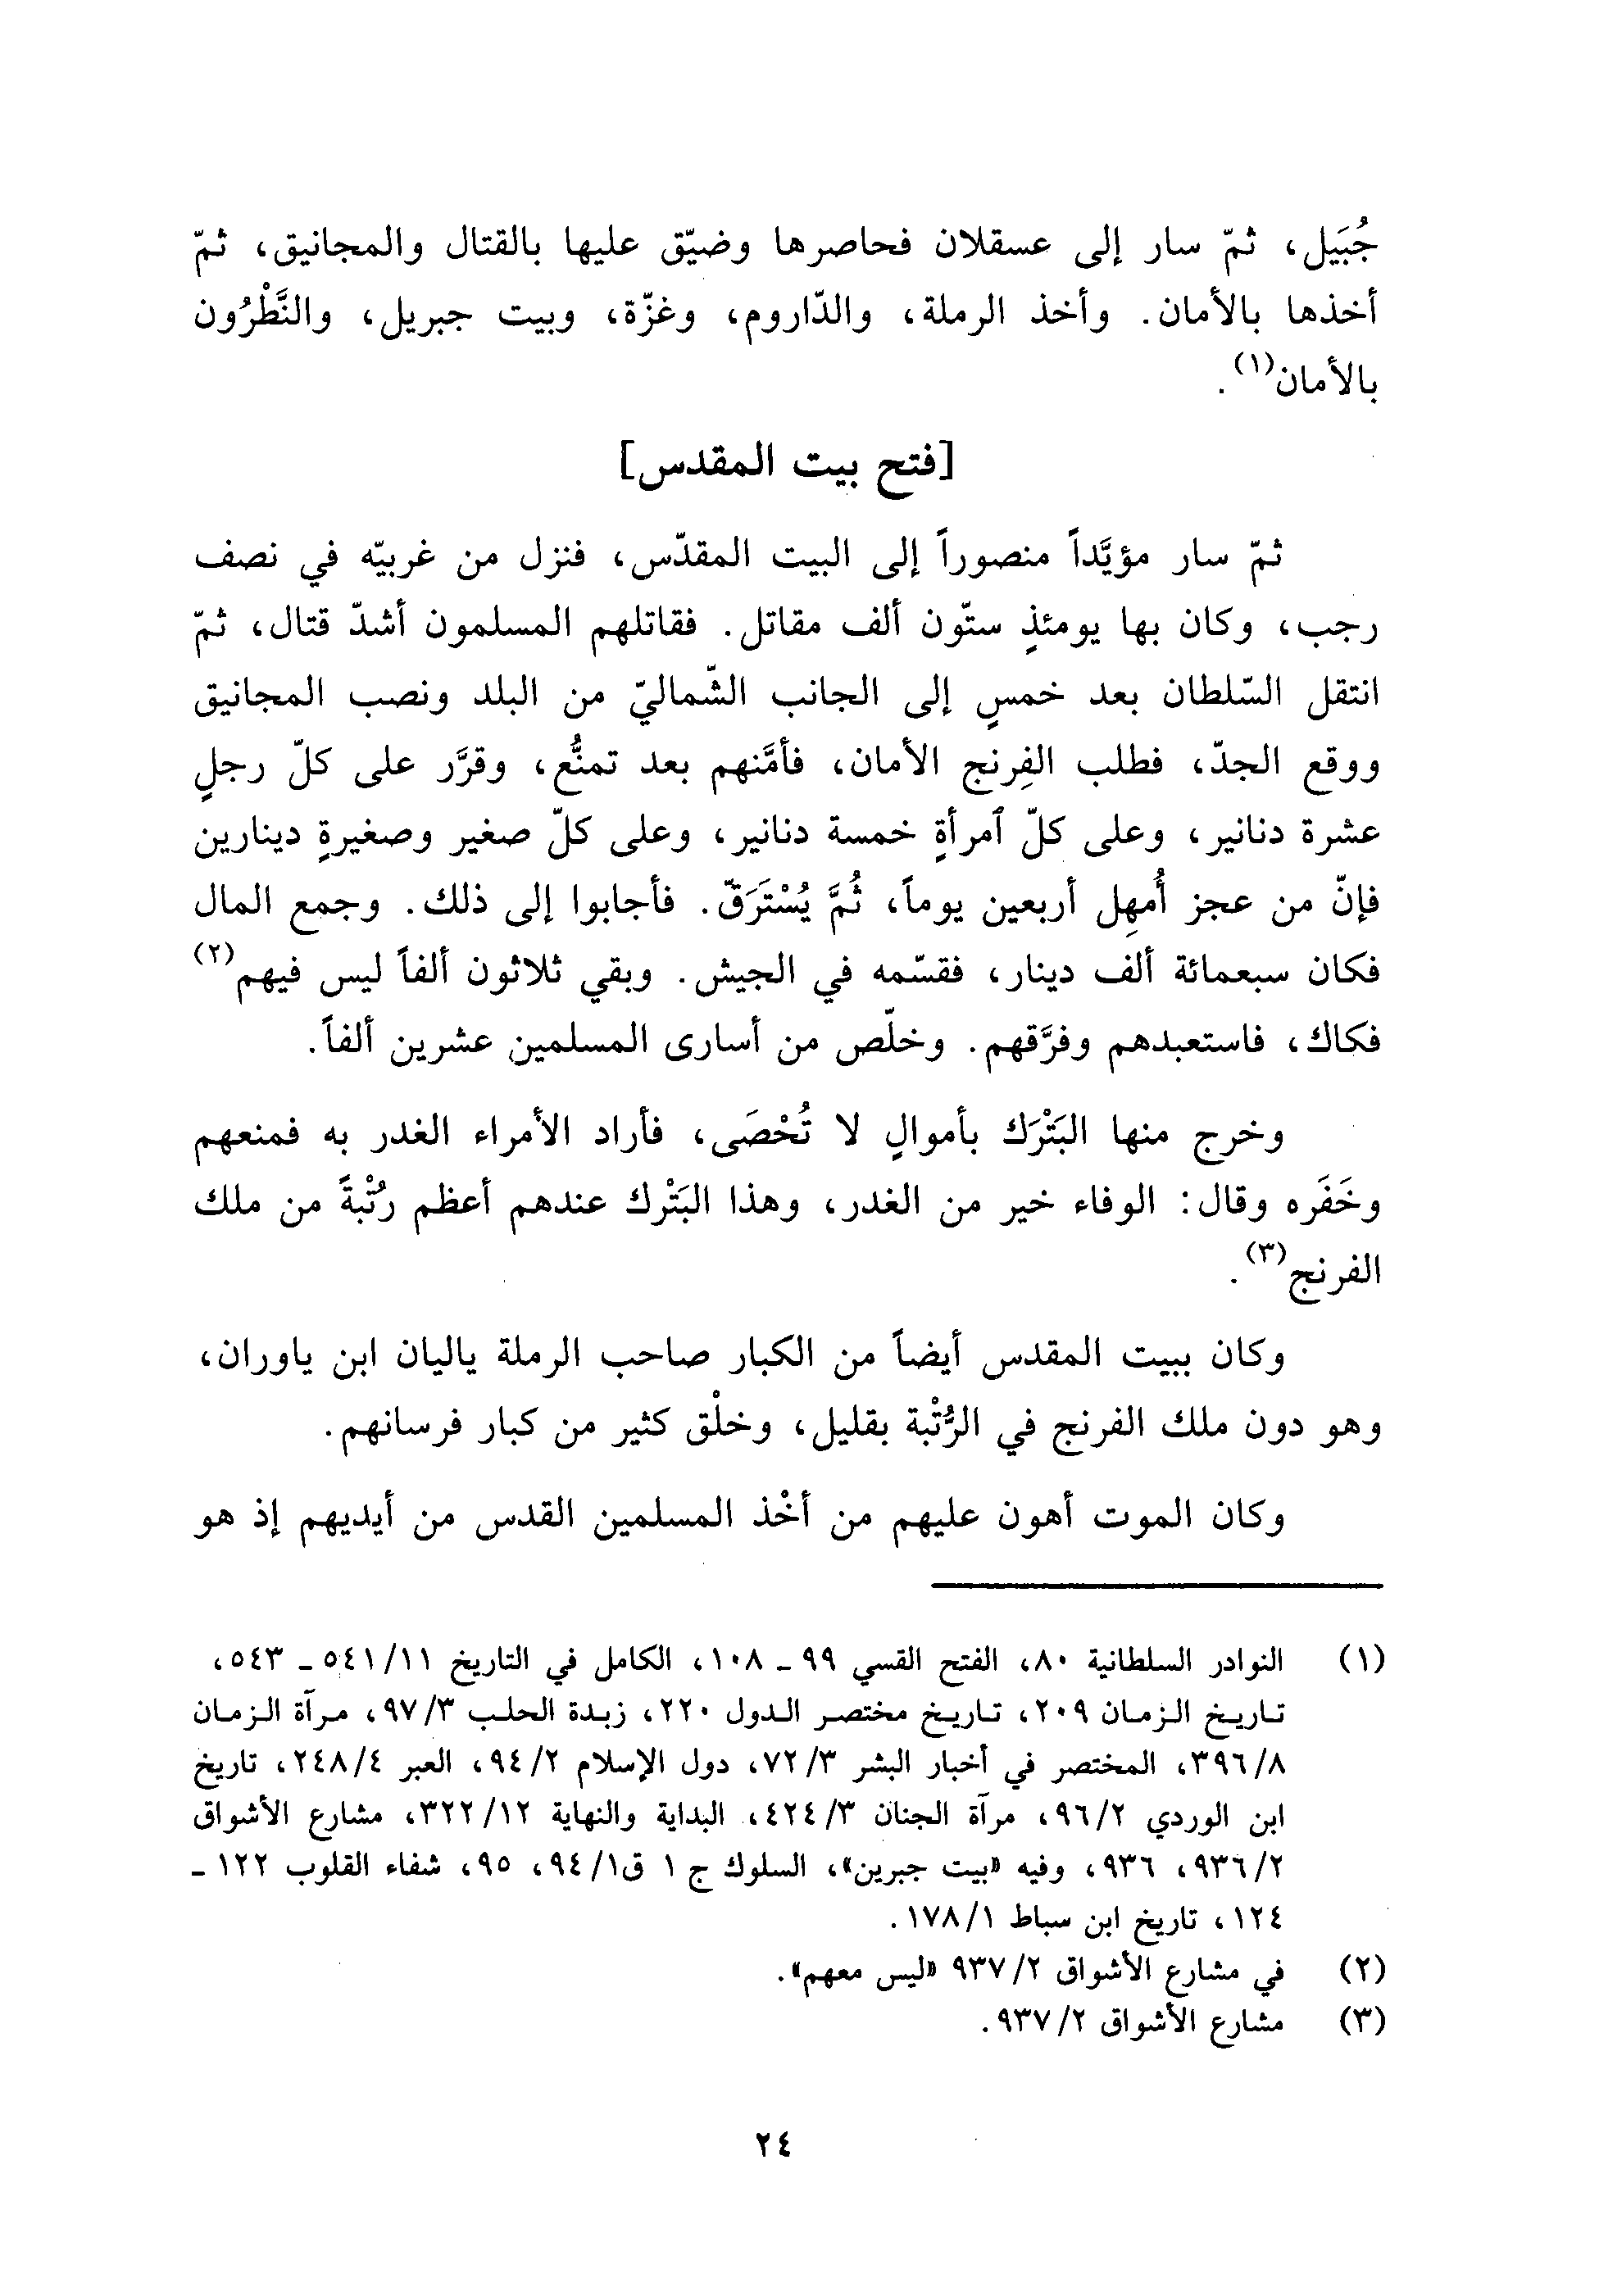 جُبَيل، ثمّ سار إلى عسقلان فحاصرها وضيّق عليها بالقتال والمجانيق، ثمّ
أخذها بالأمان. وأخذ الرملة، والدّاروم، وغزّة، وبيت جبريل، والنَّطْرُون
بالأمان(١).
[فتح بيت المقدس]
ثمّ سار مؤيَّداً منصوراً إلى البيت المقدّس، فنزل من غربيّه في نصف
رجب، وكان بها يومئذٍ ستّون ألف مقاتل. فقاتلهم المسلمون أشدّ قتال، ثمّ
انتقل السّلطان بعد خمسٍ إلى الجانب الشّماليّ من البلد ونصب المجانيق
ووقع الجدّ، فطلب الفِرنج الأمان، فأمَّنهم بعد تمنُّع، وقرَّر على كلّ رجلٍ
عشرة دنانير، وعلى كلّ آمرأةٍ خمسة دنانير، وعلى كلّ صغير وصغيرةٍ دينارين
فإنّ من عجز أُمهِل أربعين يوماً، ثُمَّ يُسْتَرَقّ. فأجابوا إلى ذلك. وجمع المال
فكان سبعمائة ألف دينار، فقسّمه في الجيش. وبقي ثلاثون ألفاً ليس فيهم(٢)
فكاك، فاستعبدهم وفرَّقهم. وخلّص من أسارى المسلمين عشرين ألفاً.
وخرج منها البَتْرَك بأموالٍ لا تُحْصَى، فأراد الأمراء الغدر به فمنعهم
وخَفَره وقال: الوفاء خير من الغدر، وهذا البَتْرك عندهم أعظم رُتْبةً من ملك
الفرنج(٣).
وكان ببيت المقدس أيضاً من الكبار صاحب الرملة ياليان ابن ياوران،
وهو دون ملك الفرنج في الرُّتْبة بقليل، وخلْق كثير من كبار فرسانهم.
وكان الموت أهون عليهم من أخْذ المسلمين القدس من أيديهم إذ هو
(١) النوادر السلطانية ٨٠، الفتح القسي ٩٩ ـ ١٠٨، الكامل في التاريخ ١١/ ٥٤١ ـ ٥٤٣،
تاريخ الزمان ٢٠٩، تاريخ مختصر الدول ٢٢٠، زبدة الحلب ٣/ ٩٧، مرآة الزمان
٨/ ٣٩٦، المختصر في أخبار البشر ٣/ ٧٢، دول الإسلام ٢/ ٩٤، العبر ٤/ ٢٤٨، تاريخ
ابن الوردي ٢/ ٩٦، مرآة الجنان ٣/ ٤٢٤، البداية والنهاية ١٢/ ٣٢٢، مشارع الأشواق
٢/ ٩٣٦، ٩٣٦، وفيه «بيت جبرين»، السلوك ج ١ ق١/ ٩٤، ٩٥، شفاء القلوب ١٢٢ ـ
١٢٤، تاريخ ابن سباط ١/ ١٧٨.
(٢) في مشارع الأشواق ٢/ ٩٣٧ «ليس معهم».
(٣) مشارع الأشواق ٢/ ٩٣٧.
٢٤